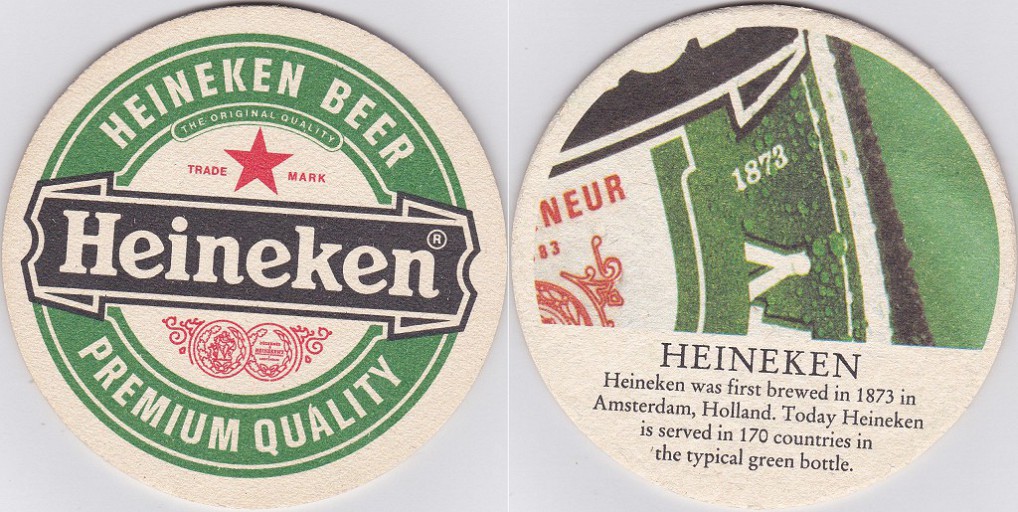 HEINEKEN BEER
THE ORIGINAL QUALITY
TRADE MARK
Heineken®
PREMIUM QUALITY
1873
NEUR
83
Y
HEINEKEN
Heineken was first brewed in 1873 in
Amsterdam, Holland. Today Heineken
is served in 170 countries in
the typical green bottle.